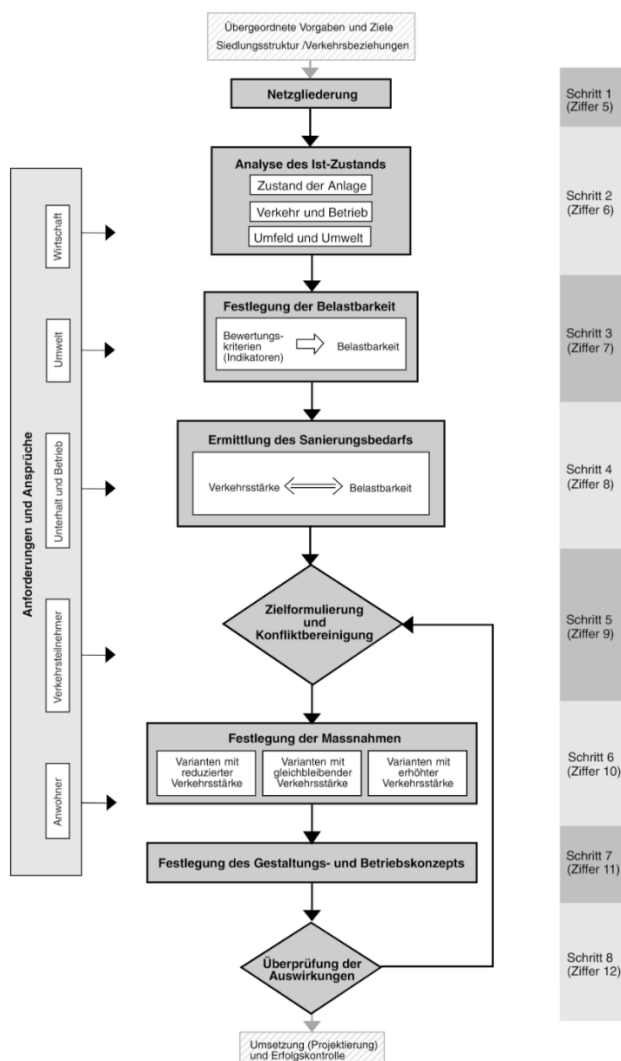 Übergeordnete Vorgaben und Ziele
Siedlungsstruktur /Verkehrsbeziehungen
Netzgliederung
Schritt 1
(Ziffer 5)
Analyse des Ist-Zustands
Zustand der Anlage
Verkehr und Betrieb
Umfeld und Umwelt
Schritt 2
(Ziffer 6)
Festlegung der Belastbarkeit
Bewertungs-
kriterien
(Indikatoren)
Belastbarkeit
Schritt 3
(Ziffer 7)
Ermittlung des Sanierungsbedarfs
Verkehrsstärke
Belastbarkeit
Schritt 4
(Ziffer 8)
Zielformulierung
und
Konfliktbereinigung
Schritt 5
(Ziffer 9)
Festlegung der Massnahmen
Varianten mit
reduzierter
Verkehrsstärke
Varianten mit
gleichbleibender
Verkehrsstärke
Varianten mit
erhöhter
Verkehrsstärke
Schritt 6
(Ziffer 10)
Festlegung des Gestaltungs- und Betriebskonzepts
Schritt 7
(Ziffer 11)
Überprüfung der
Auswirkungen
Schritt 8
(Ziffer 12)
Umsetzung (Projektierung)
und Erfolgskontrolle
Anforderungen und Ansprüche
Wirtschaft
Umwelt
Unterhalt und Betrieb
Verkehrsteilnehmer
Anwohner